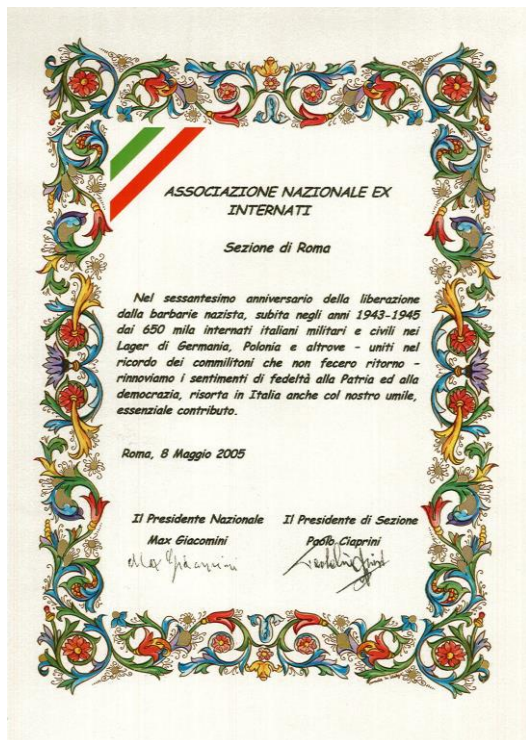 ASSOCIAZIONE NAZIONALE EX
INTERNATI
Sezione di Roma
Nel sessantesimo anniversario della liberazione
dalla barbarie nazista, subita negli anni 1943-1945
dai 650 mila internati italiani militari e civili nei
Lager di Germania, Polonia e altrove - uniti nel
ricordo dei commilitoni che non fecero ritorno -
rinnoviamo i sentimenti di fedeltà alla Patria ed alla
democrazia, risorta in Italia anche col nostro umile,
essenziale contributo.
Roma, 8 Maggio 2005
Il Presidente Nazionale Il Presidente di Sezione
Max Giacomini Paolo Ciaprini
Max Giacomini